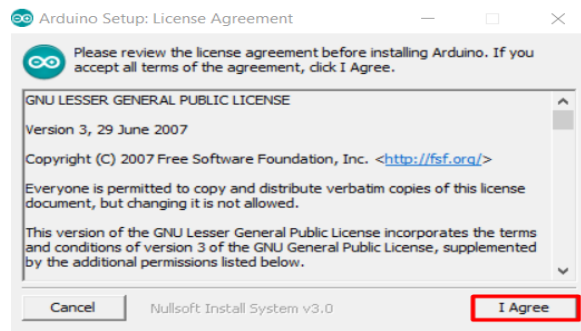 Arduino Setup: License Agreement
Please review the license agreement before installing Arduino. If you
accept all terms of the agreement, click I Agree.
GNU LESSER GENERAL PUBLIC LICENSE
Version 3, 29 June 2007
Copyright (C) 2007 Free Software Foundation, Inc. <http://fsf.org/>
Everyone is permitted to copy and distribute verbatim copies of this license
document, but changing it is not allowed.
This version of the GNU Lesser General Public License incorporates the terms
and conditions of version 3 of the GNU General Public License, supplemented
by the additional permissions listed below.
Cancel
Nullsoft Install System v3.0
I Agree